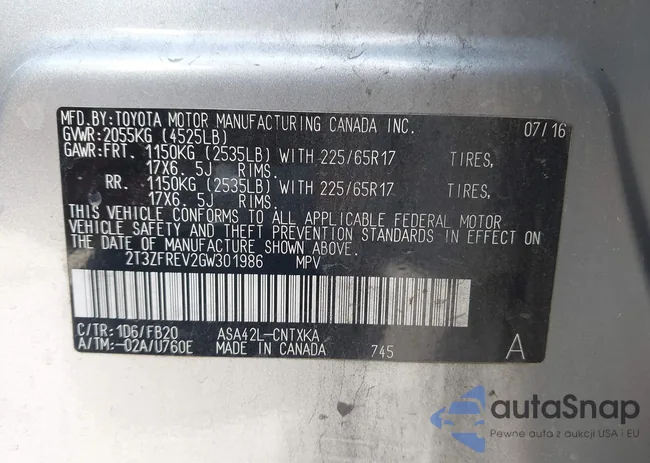 MFD.BY:TOYOTA MOTOR MANUFACTURING CANADA INC. 07/16
GVWR:2055KG (4525LB)
GAWR:FRT. 1150KG (2535LB) WITH 225/65R17 TIRES,
17X6. 5J RIMS.
RR. 1150KG (2535LB) WITH 225/65R17 TIRES,
17X6. 5J RIMS.
THIS VEHICLE CONFORMS TO ALL APPLICABLE FEDERAL MOTOR
VEHICLE SAFETY AND THEFT PREVENTION STANDARDS IN EFFECT ON
THE DATE OF MANUFACTURE SHOWN ABOVE.
2T3ZFREV2GW301986 MPV
C/TR:1D6/FB20 ASA42L-CNTXKA
A/TM:-02A/U760E MADE IN CANADA 745 A
autaSnap
Pewne auto z aukcji USA i EU